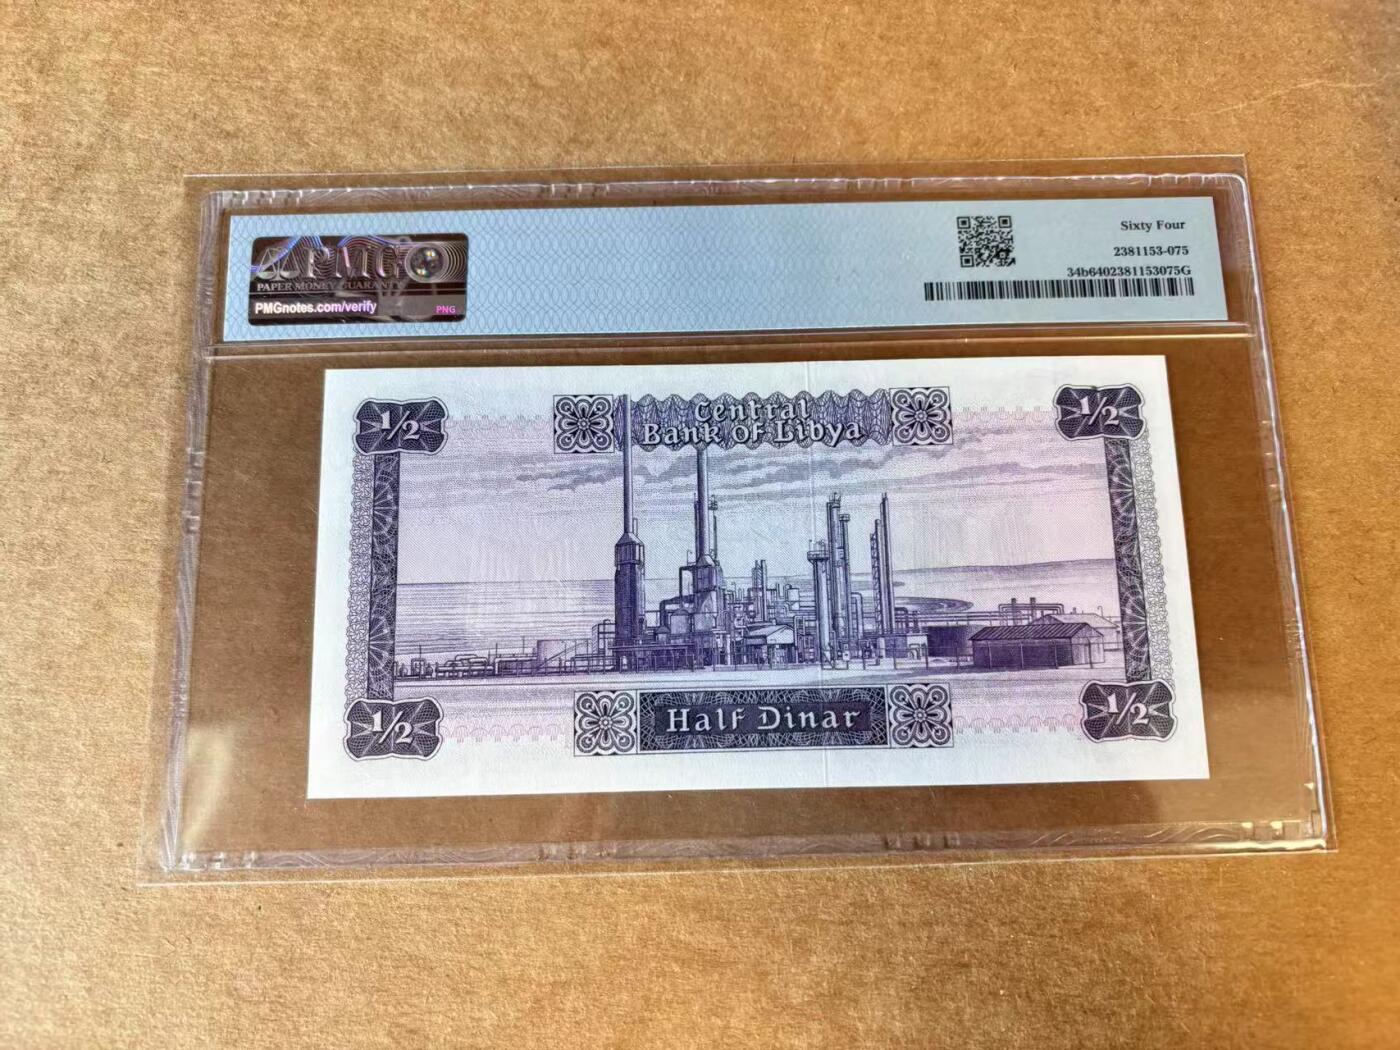 PMG
PAPER MONEY GUARANTY
PMGnotes.com/verify
PNG
Sixty Four
2381153-075
34b6402381153075G
1/2
Central
Bank of Libya
1/2
1/2
Half Dinar
1/2